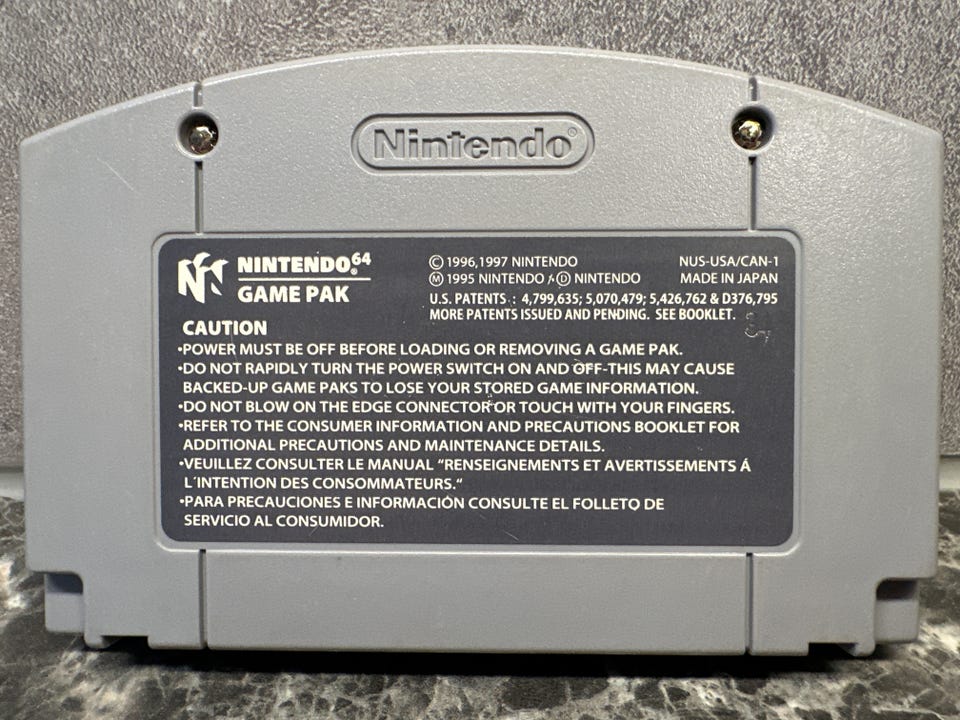 Nintendo®
NINTENDO®64
GAME PAK
© 1996,1997 NINTENDO
NUS-USA/CAN-1
Ⓜ 1995 NINTENDO / Ⓓ NINTENDO
MADE IN JAPAN
U.S. PATENTS : 4,799,635; 5,070,479; 5,426,762 & D376,795
MORE PATENTS ISSUED AND PENDING. SEE BOOKLET.
CAUTION
•POWER MUST BE OFF BEFORE LOADING OR REMOVING A GAME PAK.
•DO NOT RAPIDLY TURN THE POWER SWITCH ON AND OFF-THIS MAY CAUSE
BACKED-UP GAME PAKS TO LOSE YOUR STORED GAME INFORMATION.
•DO NOT BLOW ON THE EDGE CONNECTOR OR TOUCH WITH YOUR FINGERS.
•REFER TO THE CONSUMER INFORMATION AND PRECAUTIONS BOOKLET FOR
ADDITIONAL PRECAUTIONS AND MAINTENANCE DETAILS.
•VEUILLEZ CONSULTER LE MANUAL “RENSEIGNEMENTS ET AVERTISSEMENTS Á
L'INTENTION DES CONSOMMATEURS.“
•PARA PRECAUCIONES E INFORMACIÓN CONSULTE EL FOLLETO DE
SERVICIO AL CONSUMIDOR.